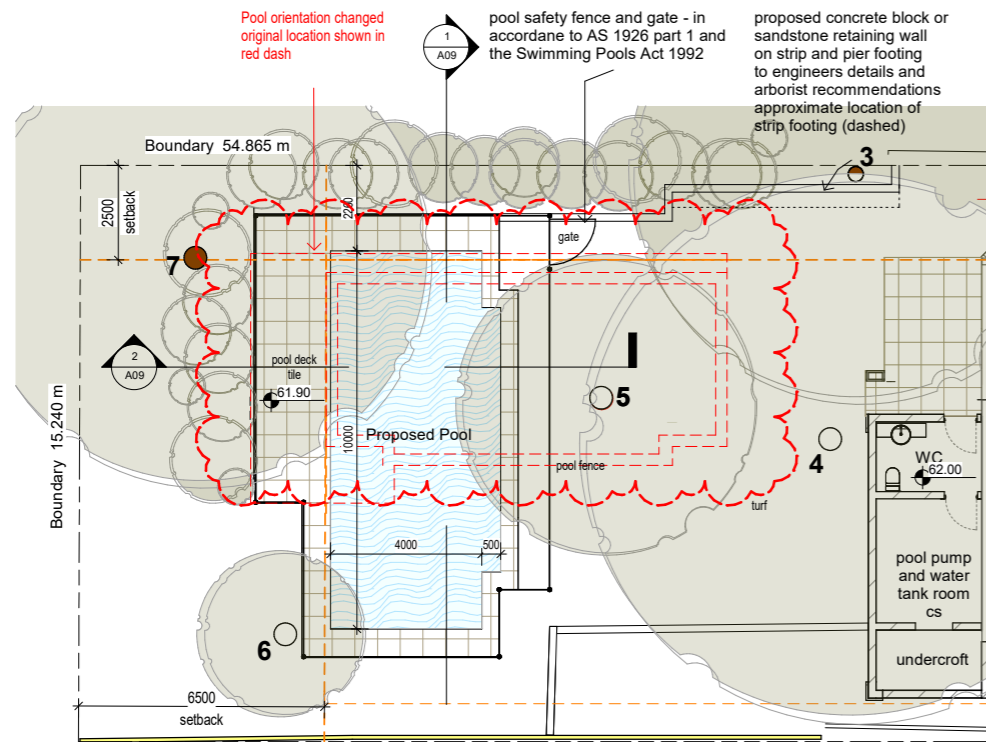 Pool orientation changed
original location shown in
red dash
1
A09
pool safety fence and gate - in
accordane to AS 1926 part 1 and
the Swimming Pools Act 1992
proposed concrete block or
sandstone retaining wall
on strip and pier footing
to engineers details and
arborist recommendations
approximate location of
strip footing (dashed)
Boundary 54.865 m
3
2500
setback
2200
gate
7
2
A09
pool deck
tile
61.90
5
Boundary 15.240 m
10000
Proposed Pool
pool fence
4
WC
62.00
turf
4000
500
pool pump
and water
tank room
cs
6
undercroft
6500
setback